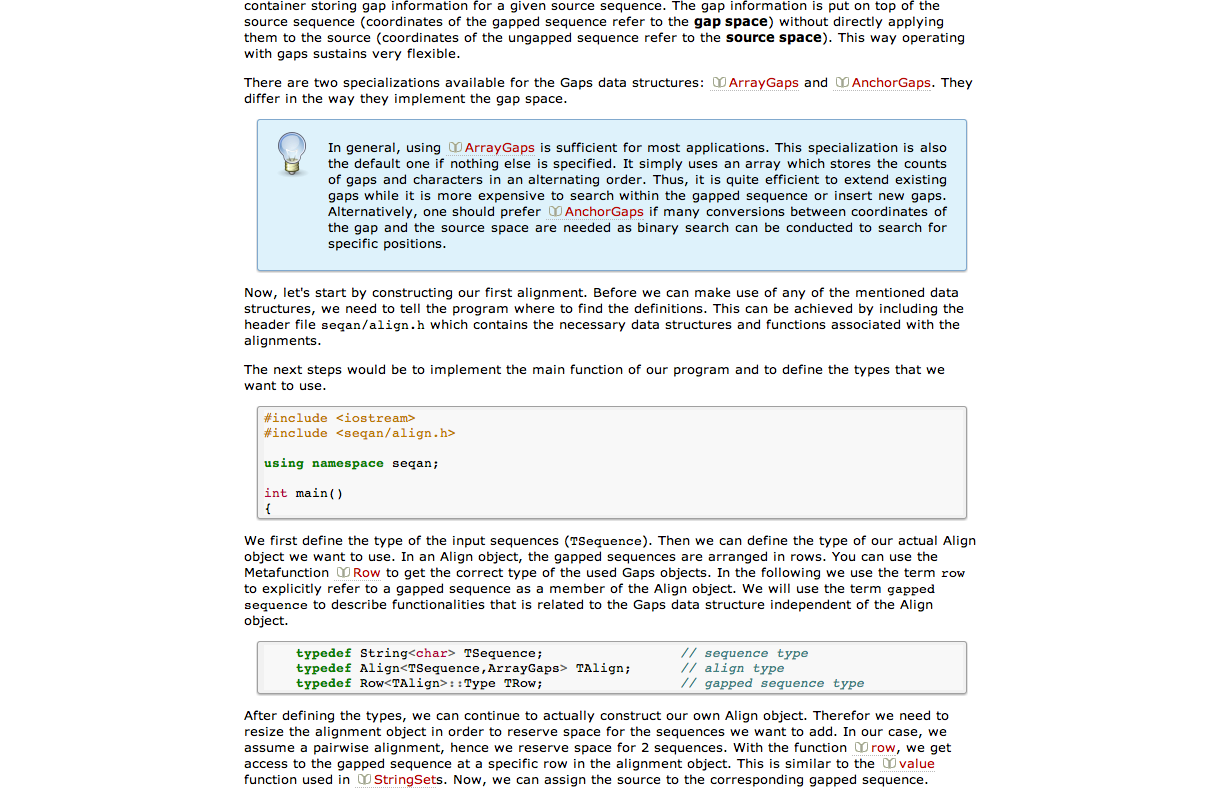 container storing gap information for a given source sequence. The gap information is put on top of the
source sequence (coordinates of the gapped sequence refer to the gap space) without directly applying
them to the source (coordinates of the ungapped sequence refer to the source space). This way operating
with gaps sustains very flexible.
There are two specializations available for the Gaps data structures: ArrayGaps and AnchorGaps. They
differ in the way they implement the gap space.
In general, using ArrayGaps is sufficient for most applications. This specialization is also
the default one if nothing else is specified. It simply uses an array which stores the counts
of gaps and characters in an alternating order. Thus, it is quite efficient to extend existing
gaps while it is more expensive to search within the gapped sequence or insert new gaps.
Alternatively, one should prefer AnchorGaps if many conversions between coordinates of
the gap and the source space are needed as binary search can be conducted to search for
specific positions.
Now, let's start by constructing our first alignment. Before we can make use of any of the mentioned data
structures, we need to tell the program where to find the definitions. This can be achieved by including the
header file seqan/align.h which contains the necessary data structures and functions associated with the
alignments.
The next steps would be to implement the main function of our program and to define the types that we
want to use.
#include <iostream>
#include <seqan/align.h>
using namespace seqan;
int main()
{
We first define the type of the input sequences (TSequence). Then we can define the type of our actual Align
object we want to use. In an Align object, the gapped sequences are arranged in rows. You can use the
Metafunction Row to get the correct type of the used Gaps objects. In the following we use the term row
to explicitly refer to a gapped sequence as a member of the Align object. We will use the term gapped
sequence to describe functionalities that is related to the Gaps data structure independent of the Align
object.
typedef String<char> TSequence; // sequence type
typedef Align<TSequence,ArrayGaps> TAlign; // align type
typedef Row<TAlign>::Type TRow; // gapped sequence type
After defining the types, we can continue to actually construct our own Align object. Therefor we need to
resize the alignment object in order to reserve space for the sequences we want to add. In our case, we
assume a pairwise alignment, hence we reserve space for 2 sequences. With the function row, we get
access to the gapped sequence at a specific row in the alignment object. This is similar to the value
function used in StringSets. Now, we can assign the source to the corresponding gapped sequence.